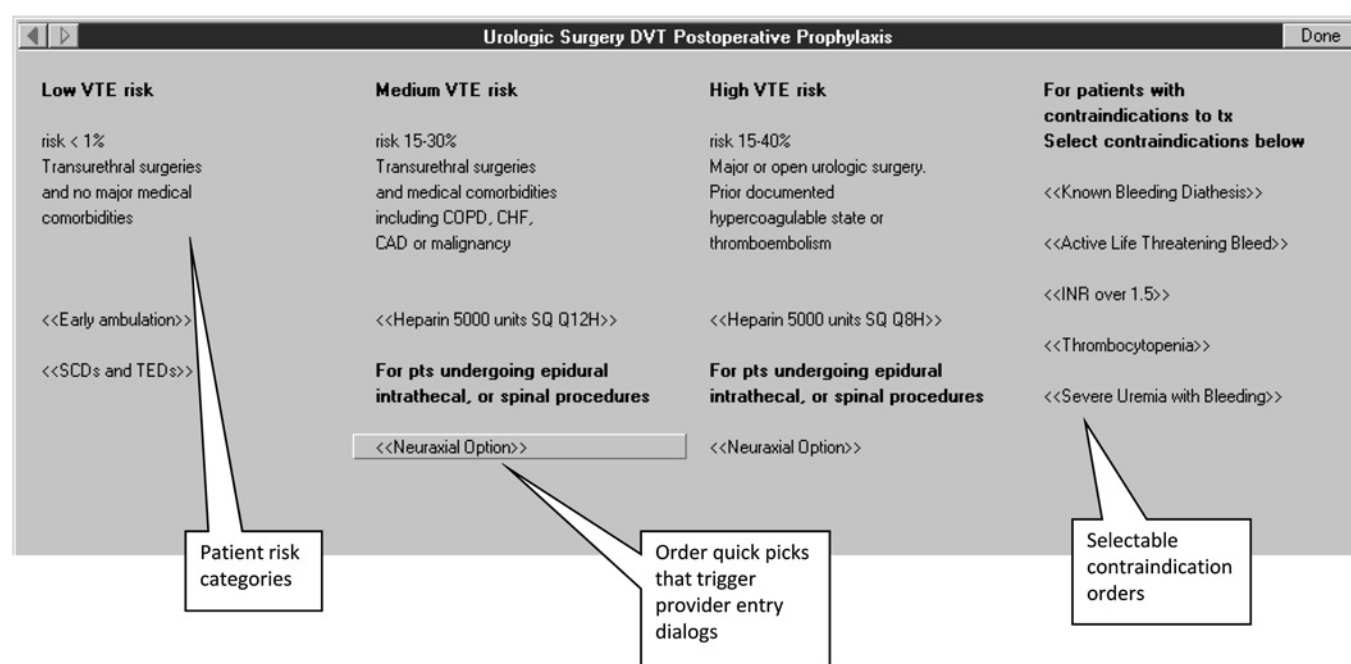 Urologic Surgery DVT Postoperative Prophylaxis
Done
Low VTE risk
risk < 1%
Transurethral surgeries
and no major medical
comorbidities
<<Early ambulation>>
<<SCDs and TEDs>>
Medium VTE risk
risk 15-30%
Transurethral surgeries
and medical comorbidities
including COPD, CHF,
CAD or malignancy
<<Heparin 5000 units SQ Q12H>>
For pts undergoing epidural
intrathecal, or spinal procedures
<<Neuraxial Option>>
High VTE risk
risk 15-40%
Major or open urologic surgery.
Prior documented
hypercoagulable state or
thromboembolism
<<Heparin 5000 units SQ Q8H>>
For pts undergoing epidural
intrathecal, or spinal procedures
<<Neuraxial Option>>
For patients with
contraindications to tx
Select contraindications below
<<Known Bleeding Diathesis>>
<<Active Life Threatening Bleed>>
<<INR over 1.5>>
<<Thrombocytopenia>>
<<Severe Uremia with Bleeding>>
Patient risk
categories
Order quick picks
that trigger
provider entry
dialogs
Selectable
contraindication
orders